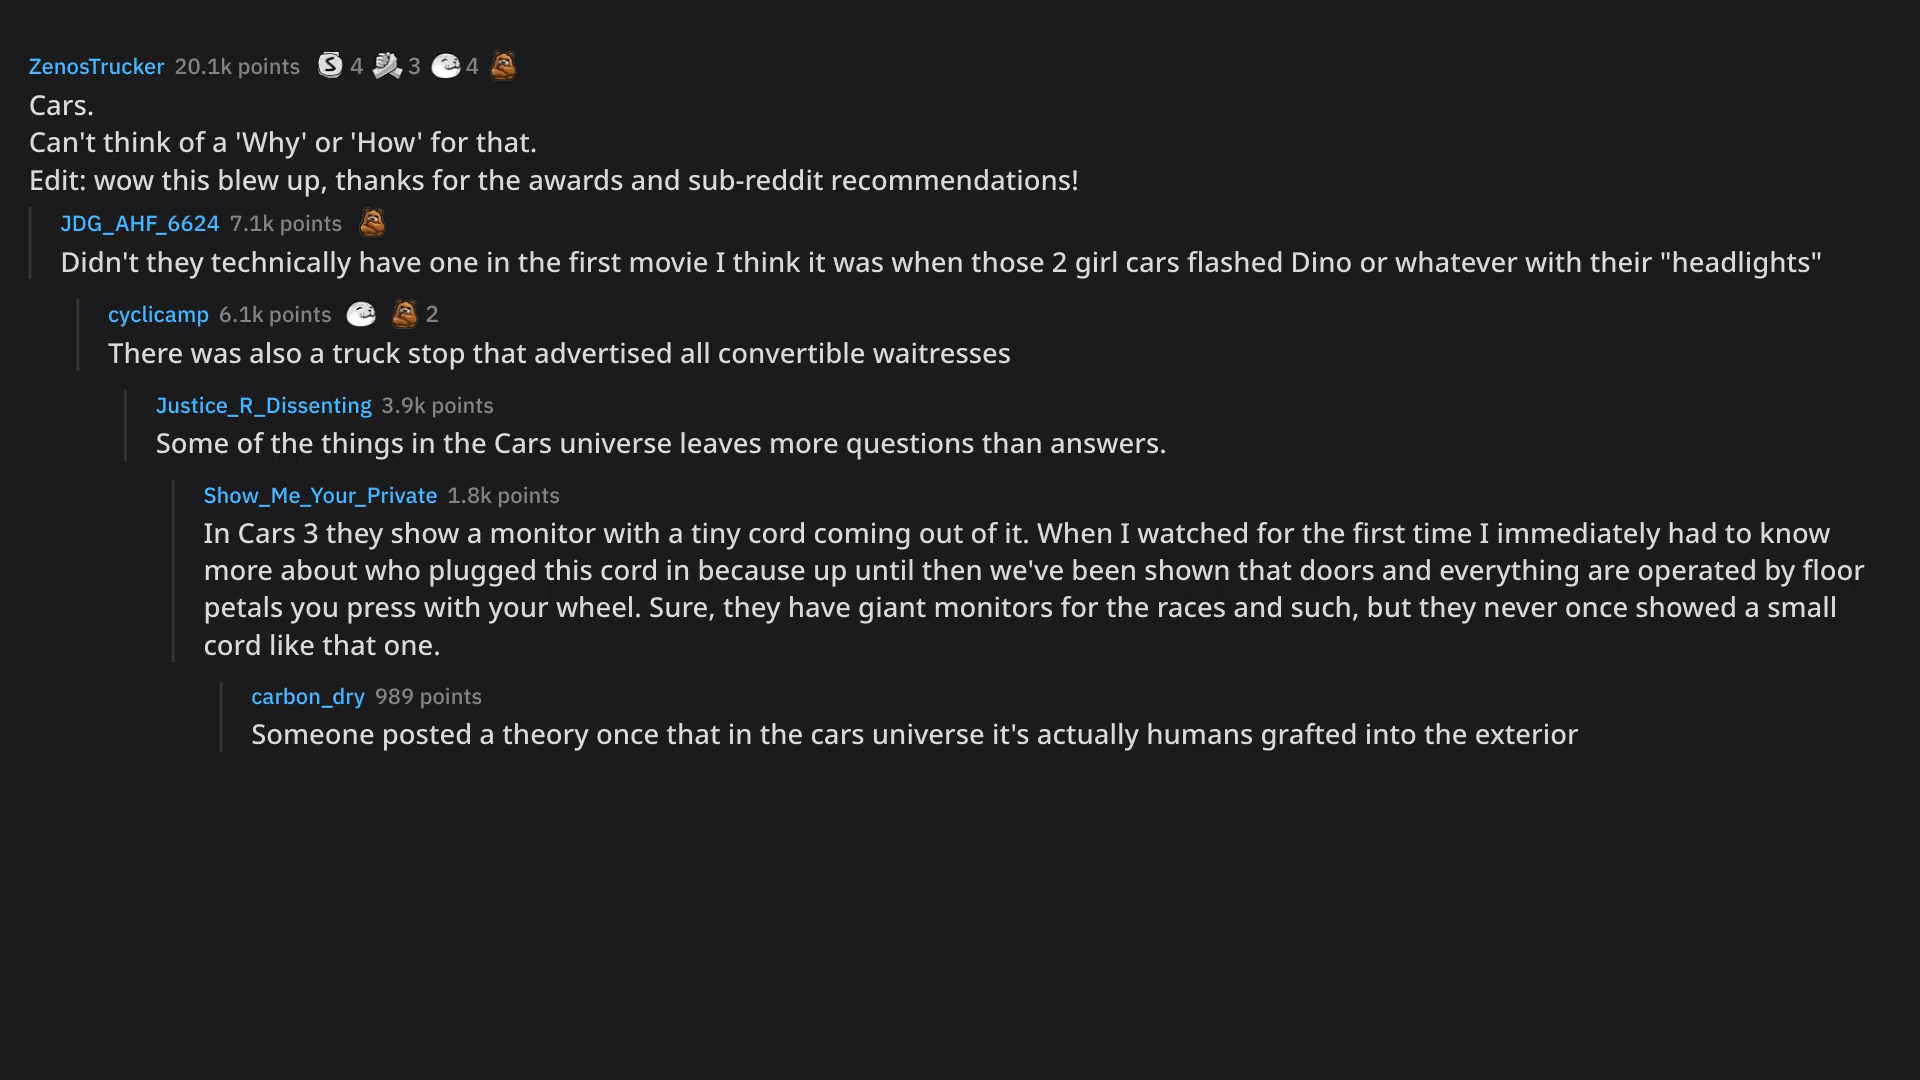 ZenosTrucker 20.1k points S 4 3 4
Cars.
Can't think of a 'Why' or 'How' for that.
Edit: wow this blew up, thanks for the awards and sub-reddit recommendations!
JDG_AHF_6624 7.1k points
Didn't they technically have one in the first movie I think it was when those 2 girl cars flashed Dino or whatever with their "headlights"
cyclicamp 6.1k points 2
There was also a truck stop that advertised all convertible waitresses
Justice_R_Dissenting 3.9k points
Some of the things in the Cars universe leaves more questions than answers.
Show_Me_Your_Private 1.8k points
In Cars 3 they show a monitor with a tiny cord coming out of it. When I watched for the first time I immediately had to know
more about who plugged this cord in because up until then we've been shown that doors and everything are operated by floor
petals you press with your wheel. Sure, they have giant monitors for the races and such, but they never once showed a small
cord like that one.
carbon_dry 989 points
Someone posted a theory once that in the cars universe it's actually humans grafted into the exterior